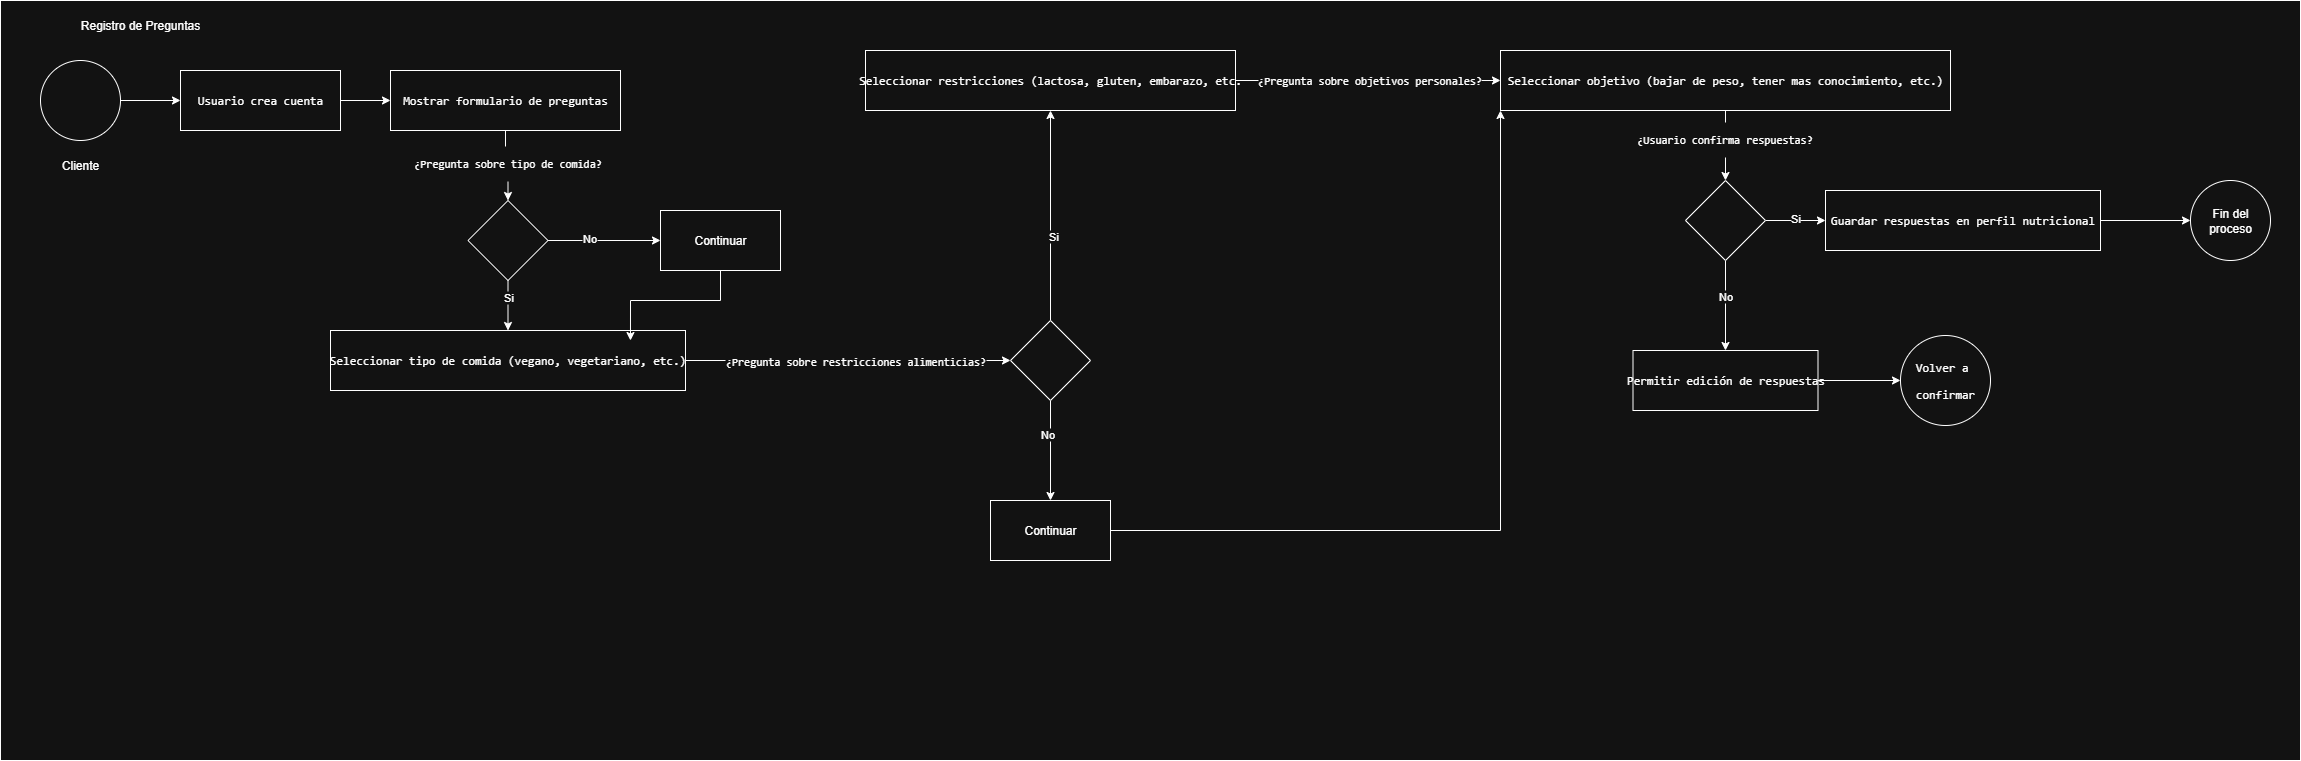 Registro de Preguntas
Cliente
Usuario crea cuenta
Mostrar formulario de preguntas
¿Pregunta sobre tipo de comida?
No
Continuar
Si
Seleccionar tipo de comida (vegano, vegetariano, etc.)
¿Pregunta sobre restricciones alimenticias?
Si
Seleccionar restricciones (lactosa, gluten, embarazo, etc.
¿Pregunta sobre objetivos personales?
No
Continuar
Seleccionar objetivo (bajar de peso, tener mas conocimiento, etc.)
¿Usuario confirma respuestas?
Si
Guardar respuestas en perfil nutricional
Fin del
proceso
No
Permitir edición de respuestas
Volver a
confirmar